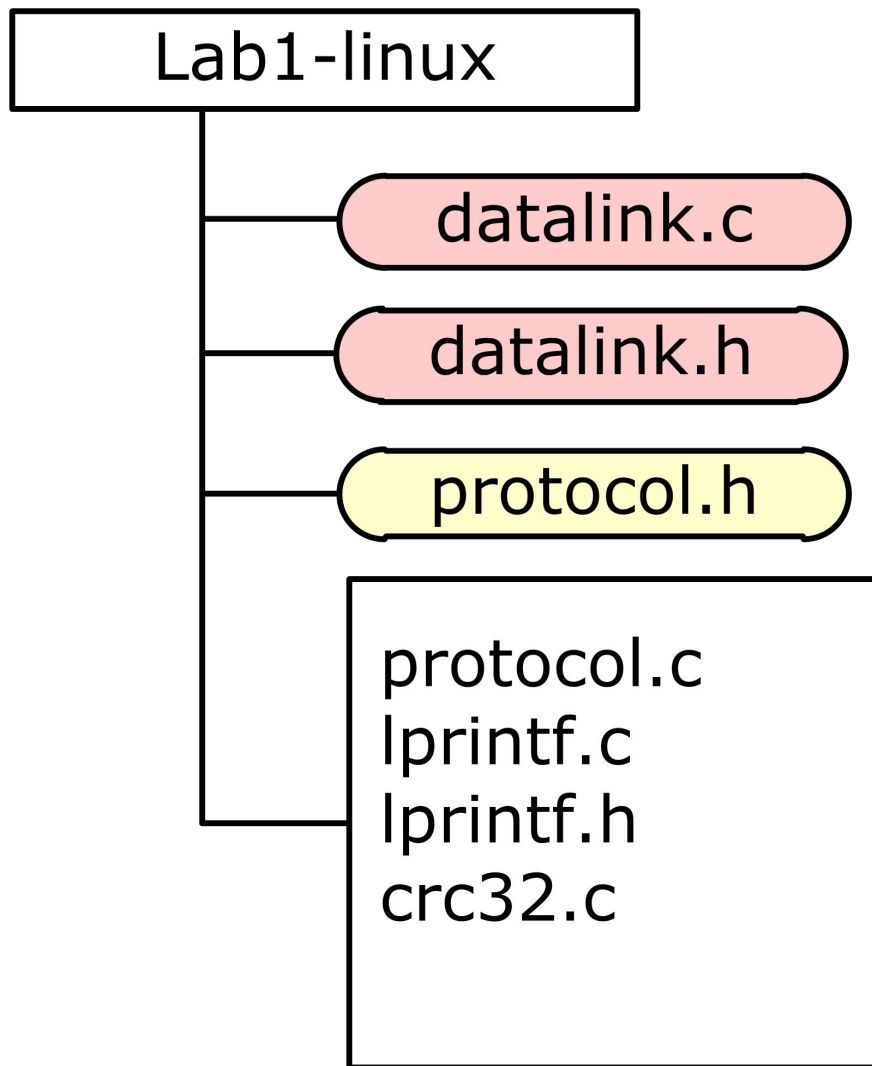 Lab1-linux
datalink.c
datalink.h
protocol.h
protocol.c
lprintf.c
lprintf.h
crc32.c